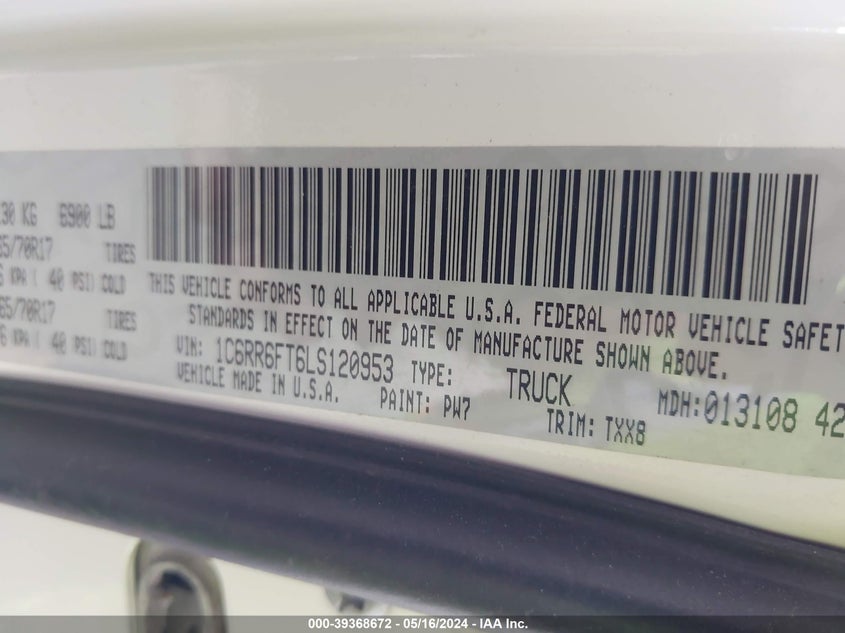 130 KG 6900 LB
65/70R17 TIRES
6 KPA ( 40 PSI) COLD
65/70R17 TIRES
6 KPA ( 40 PSI) COLD
THIS VEHICLE CONFORMS TO ALL APPLICABLE U.S.A. FEDERAL MOTOR VEHICLE SAFET
STANDARDS IN EFFECT ON THE DATE OF MANUFACTURE SHOWN ABOVE.
VIN: 1C6RR6FT6LS120953 TYPE: TRUCK MDH:013108 42
VEHICLE MADE IN U.S.A. PAINT: PW7 TRIM: TXX8
000-39368672 — 05/16/2024 — IAA Inc.